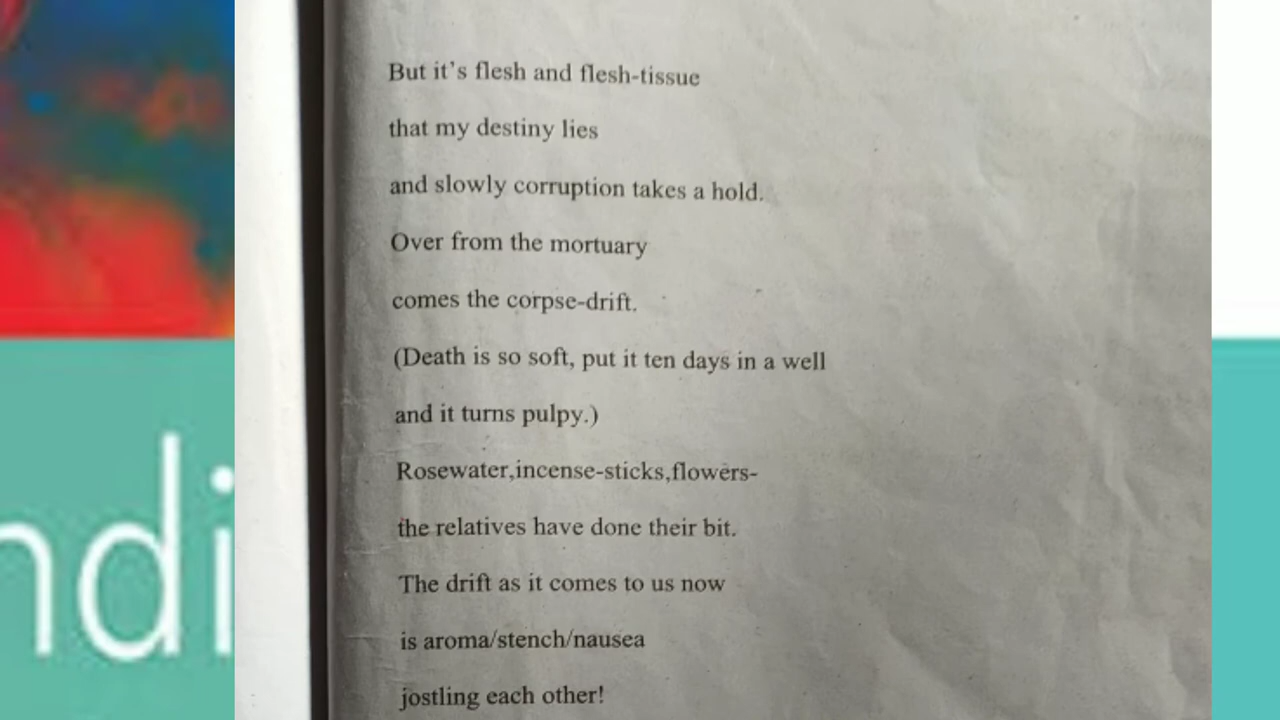 But it's flesh and flesh-tissue
that my destiny lies
and slowly corruption takes a hold.
Over from the mortuary
comes the corpse-drift.
(Death is so soft, put it ten days in a well
and it turns pulpy.)
Rosewater,incense-sticks,flowers-
the relatives have done their bit.
The drift as it comes to us now
is aroma/stench/nausea
jostling each other!
ndi